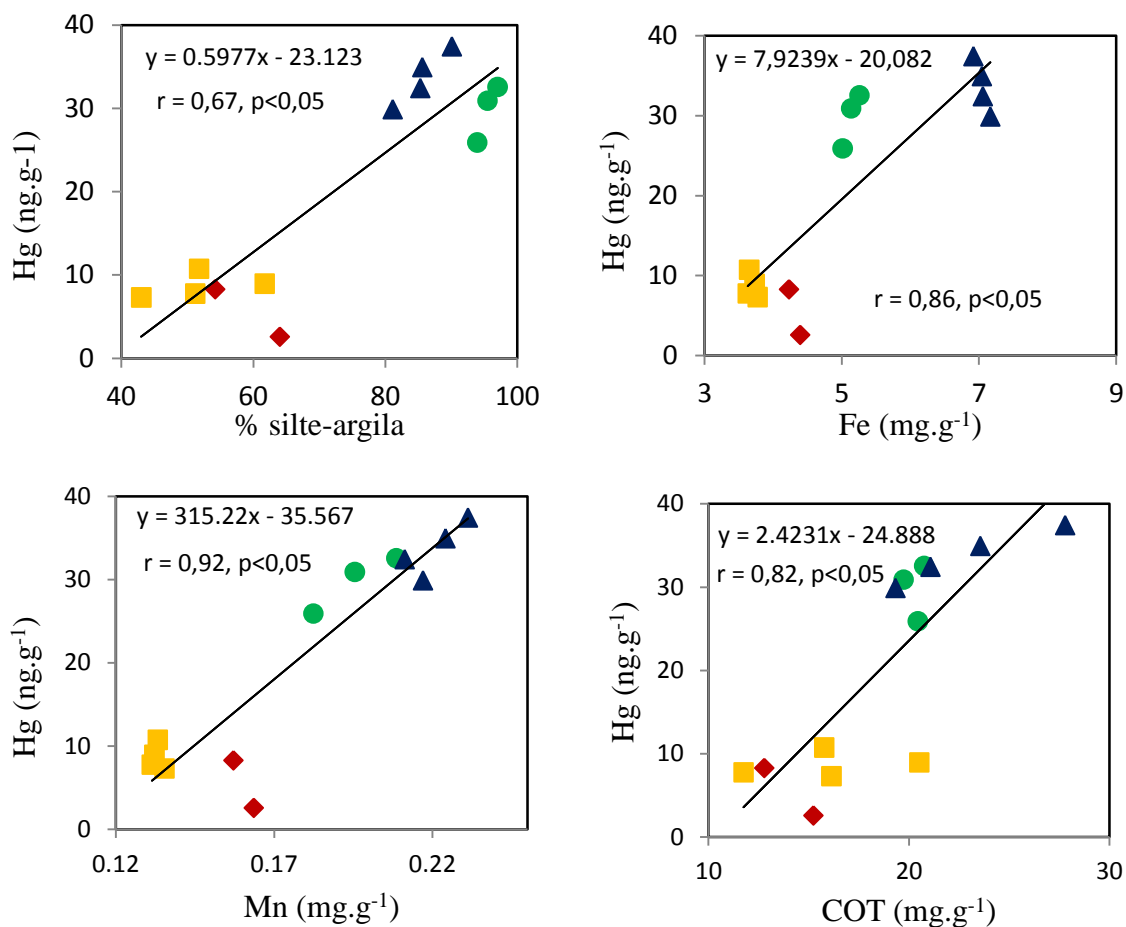 y = 0.5977x - 23.123
r = 0,67, p<0,05
Hg (ng.g-1)
40
30
20
10
0
40 60 80 100
% silte-argila
y = 7,9239x - 20,082
r = 0,86, p<0,05
Hg (ng.g⁻¹)
40
30
20
10
0
3 5 7 9
Fe (mg.g⁻¹)
y = 315.22x - 35.567
r = 0,92, p<0,05
Hg (ng.g⁻¹)
40
30
20
10
0
0.12 0.17 0.22
Mn (mg.g⁻¹)
y = 2.4231x - 24.888
r = 0,82, p<0,05
Hg (ng.g⁻¹)
40
30
20
10
0
10 20 30
COT (mg.g⁻¹)